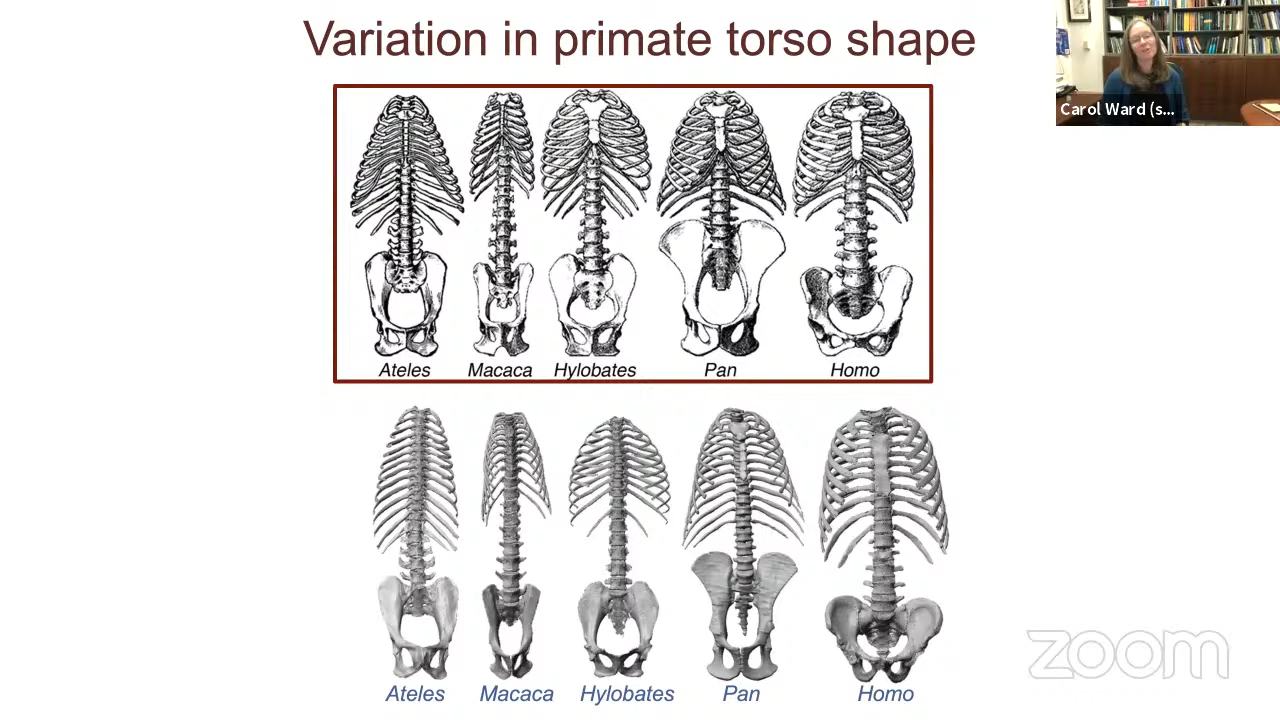 Variation in primate torso shape
Carol Ward (s...
Ateles Macaca Hylobates Pan Homo
Ateles Macaca Hylobates Pan Homo
zoom